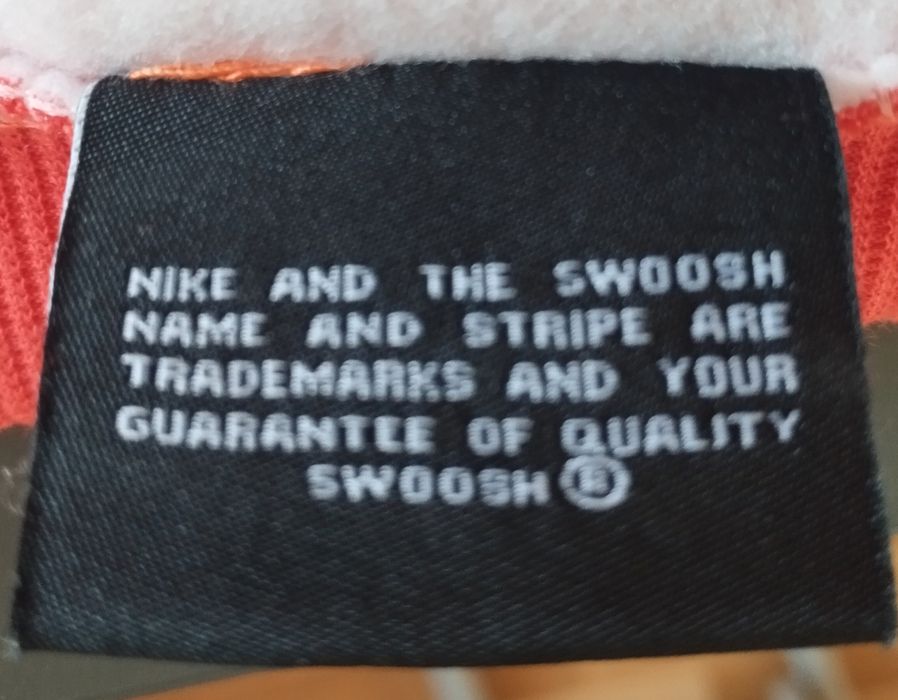 NIKE AND THE SWOOSH
NAME AND STRIPE ARE
TRADEMARKS AND YOUR
GUARANTEE OF QUALITY
SWOOSH®